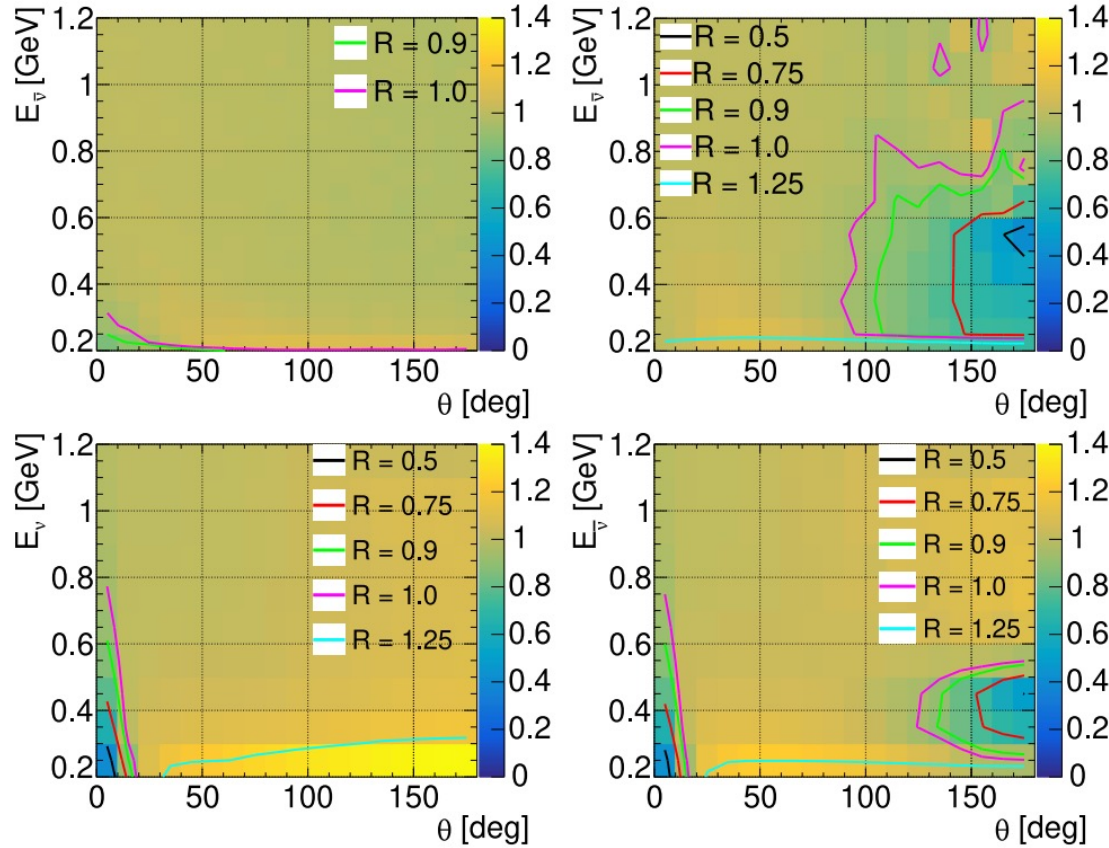 E_ν̄ [GeV]
1.2
1
0.8
0.6
0.4
0.2
R = 0.9
R = 1.0
0 50 100 150
θ [deg]
1.4
1.2
1
0.8
0.6
0.4
0.2
0
E_ν̄ [GeV]
1.2
1
0.8
0.6
0.4
0.2
R = 0.5
R = 0.75
R = 0.9
R = 1.0
R = 1.25
0 50 100 150
θ [deg]
1.4
1.2
1
0.8
0.6
0.4
0.2
0
E_ν [GeV]
1.2
1
0.8
0.6
0.4
0.2
R = 0.5
R = 0.75
R = 0.9
R = 1.0
R = 1.25
0 50 100 150
θ [deg]
1.4
1.2
1
0.8
0.6
0.4
0.2
0
E_ν̄ [GeV]
1.2
1
0.8
0.6
0.4
0.2
R = 0.5
R = 0.75
R = 0.9
R = 1.0
R = 1.25
0 50 100 150
θ [deg]
1.4
1.2
1
0.8
0.6
0.4
0.2
0